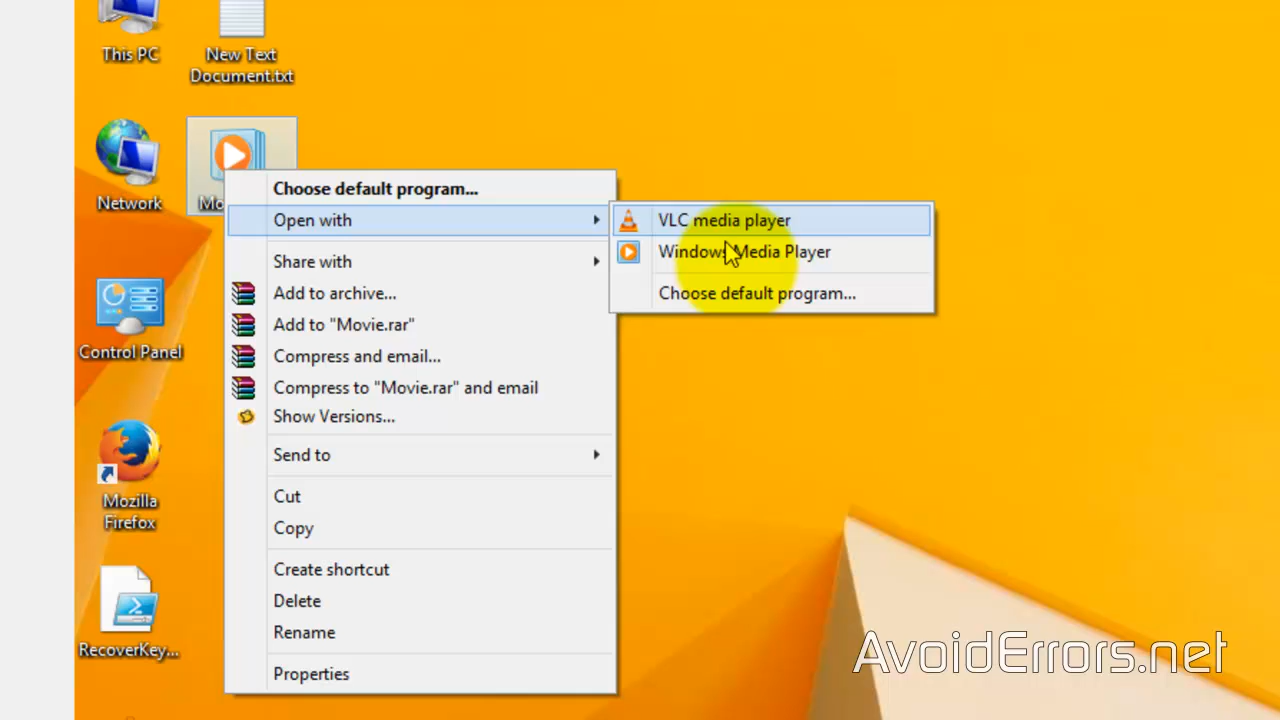 This PC
New Text
Document.txt
Network
Mo
Control Panel
Mozilla
Firefox
RecoverKey...
Choose default program...
Open with
Share with
Add to archive...
Add to "Movie.rar"
Compress and email...
Compress to "Movie.rar" and email
Show Versions...
Send to
Cut
Copy
Create shortcut
Delete
Rename
Properties
VLC media player
Windows Media Player
Choose default program...
AvoidErrors.net